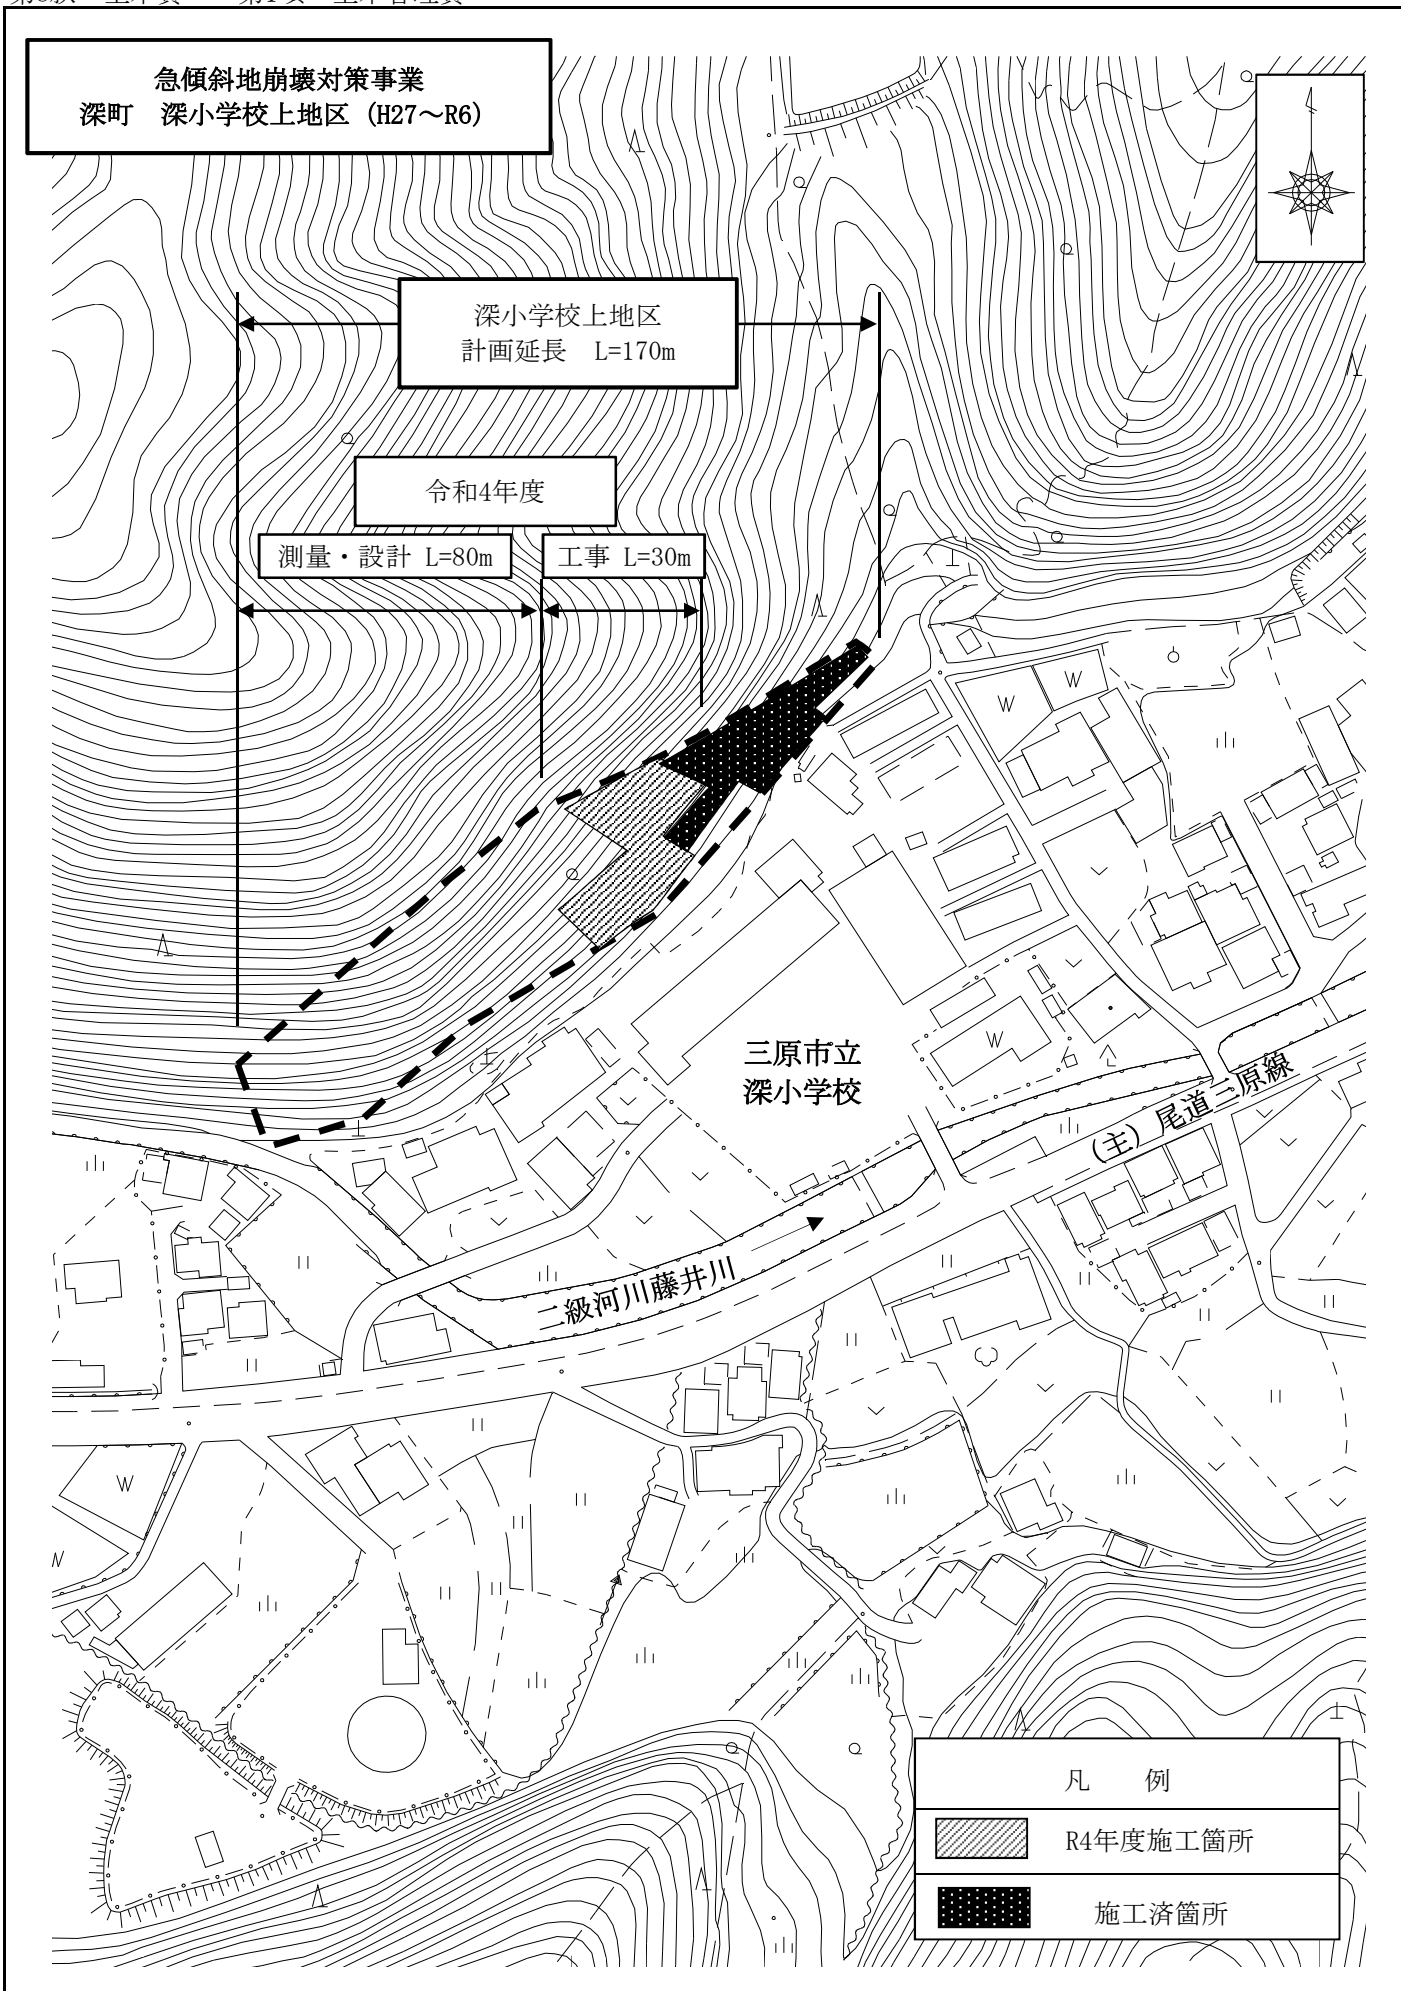 急傾斜地崩壊対策事業
深町　深小学校上地区（H27～R6）
深小学校上地区
計画延長　L=170m
令和4年度
測量・設計 L=80m
工事 L=30m
三原市立
深小学校
(主) 尾道三原線
二級河川藤井川
凡　例
R4年度施工箇所
施工済箇所